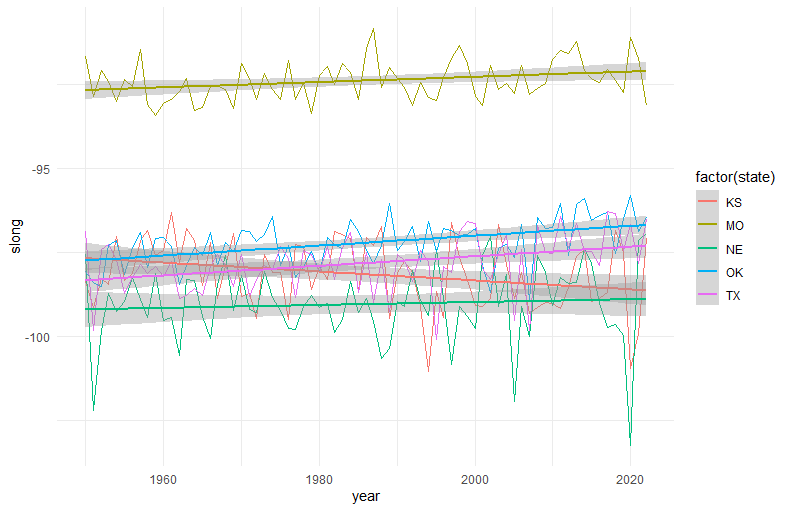 slong
-95
-100
1960
1980
2000
2020
year
factor(state)
KS
MO
NE
OK
TX